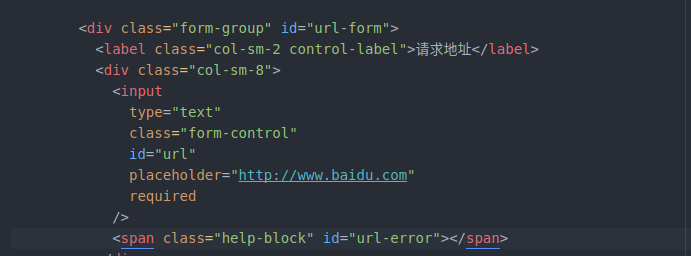 <div class="form-group" id="url-form">
<label class="col-sm-2 control-label">请求地址</label>
<div class="col-sm-8">
<input
type="text"
class="form-control"
id="url"
placeholder="http://www.baidu.com"
required
/>
<span class="help-block" id="url-error"></span>